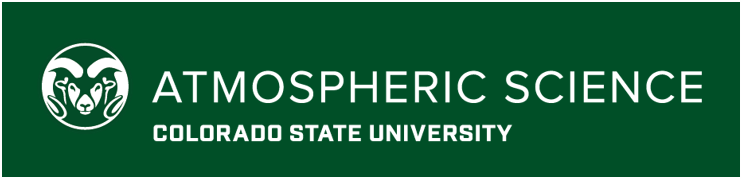 ATMOSPHERIC SCIENCE
COLORADO STATE UNIVERSITY